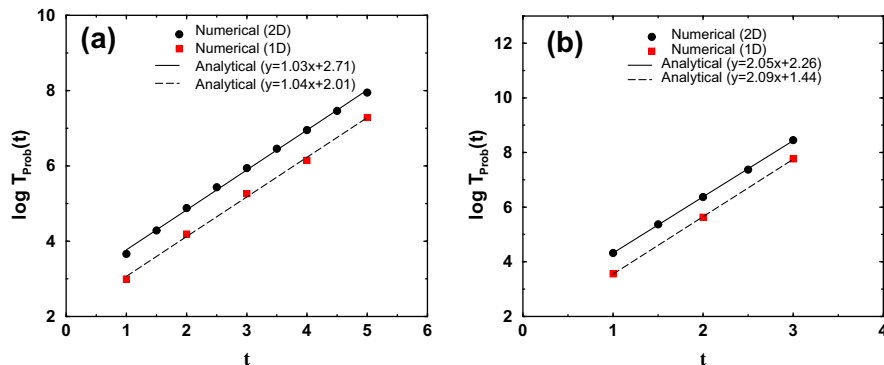 (a)
Numerical (2D)
Numerical (1D)
Analytical (y=1.03x+2.71)
Analytical (y=1.04x+2.01)
10
8
6
4
2
log T_Prob(t)
0 1 2 3 4 5 6
t
(b)
Numerical (2D)
Numerical (1D)
Analytical (y=2.05x+2.26)
Analytical (y=2.09x+1.44)
12
10
8
6
4
2
log T_Prob(t)
0 1 2 3 4
t